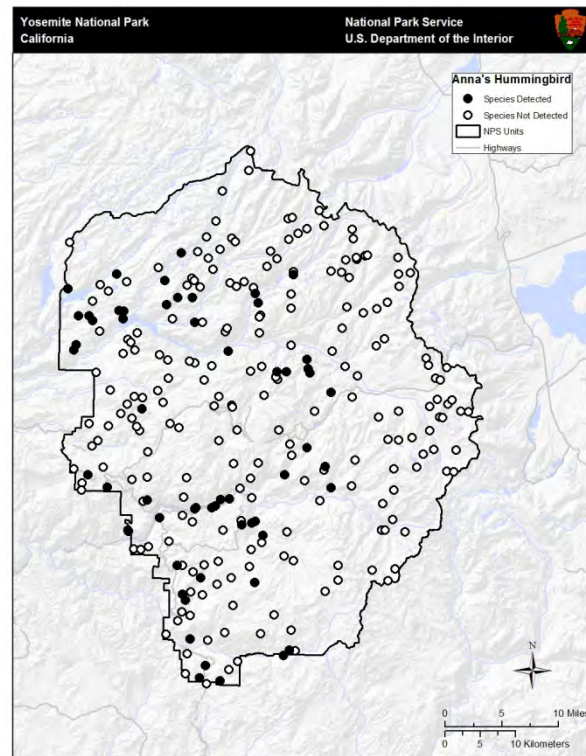 Yosemite National Park
California
National Park Service
U.S. Department of the Interior
Anna's Hummingbird
Species Detected
Species Not Detected
NPS Units
Highways
N
0 5 10 Miles
0 5 10 Kilometers